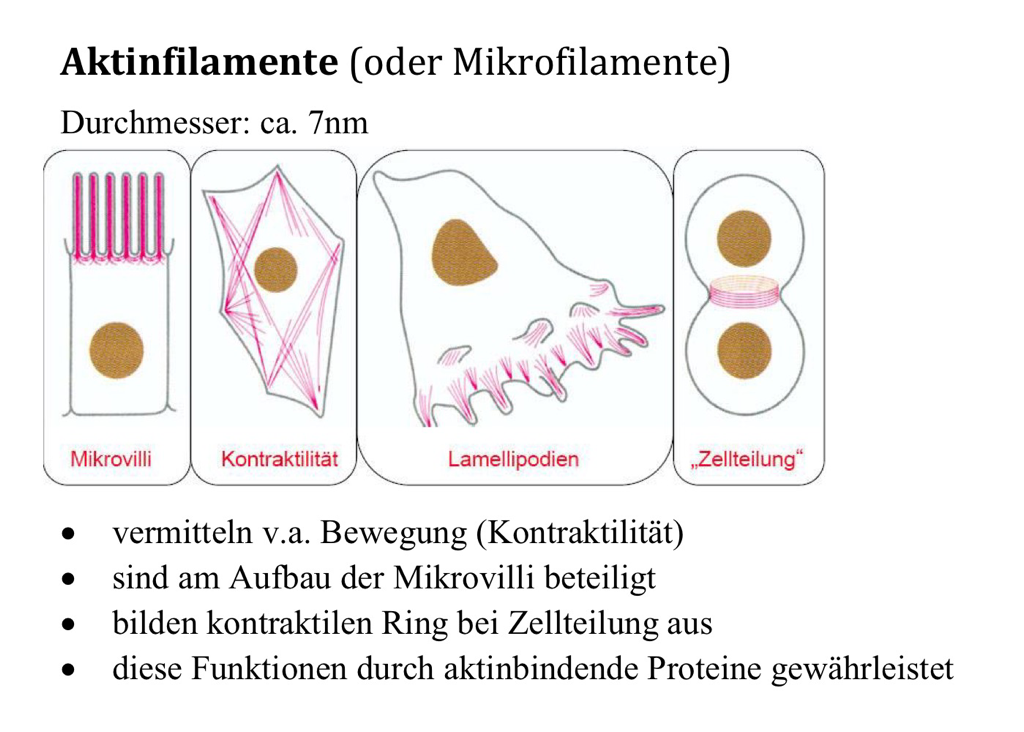 Aktinfilamente (oder Mikrofilamente)
Durchmesser: ca. 7nm
Mikrovilli
Kontraktilität
Lamellipodien
„Zellteilung“
• vermitteln v.a. Bewegung (Kontraktilität)
• sind am Aufbau der Mikrovilli beteiligt
• bilden kontraktilen Ring bei Zellteilung aus
• diese Funktionen durch aktinbindende Proteine gewährleistet